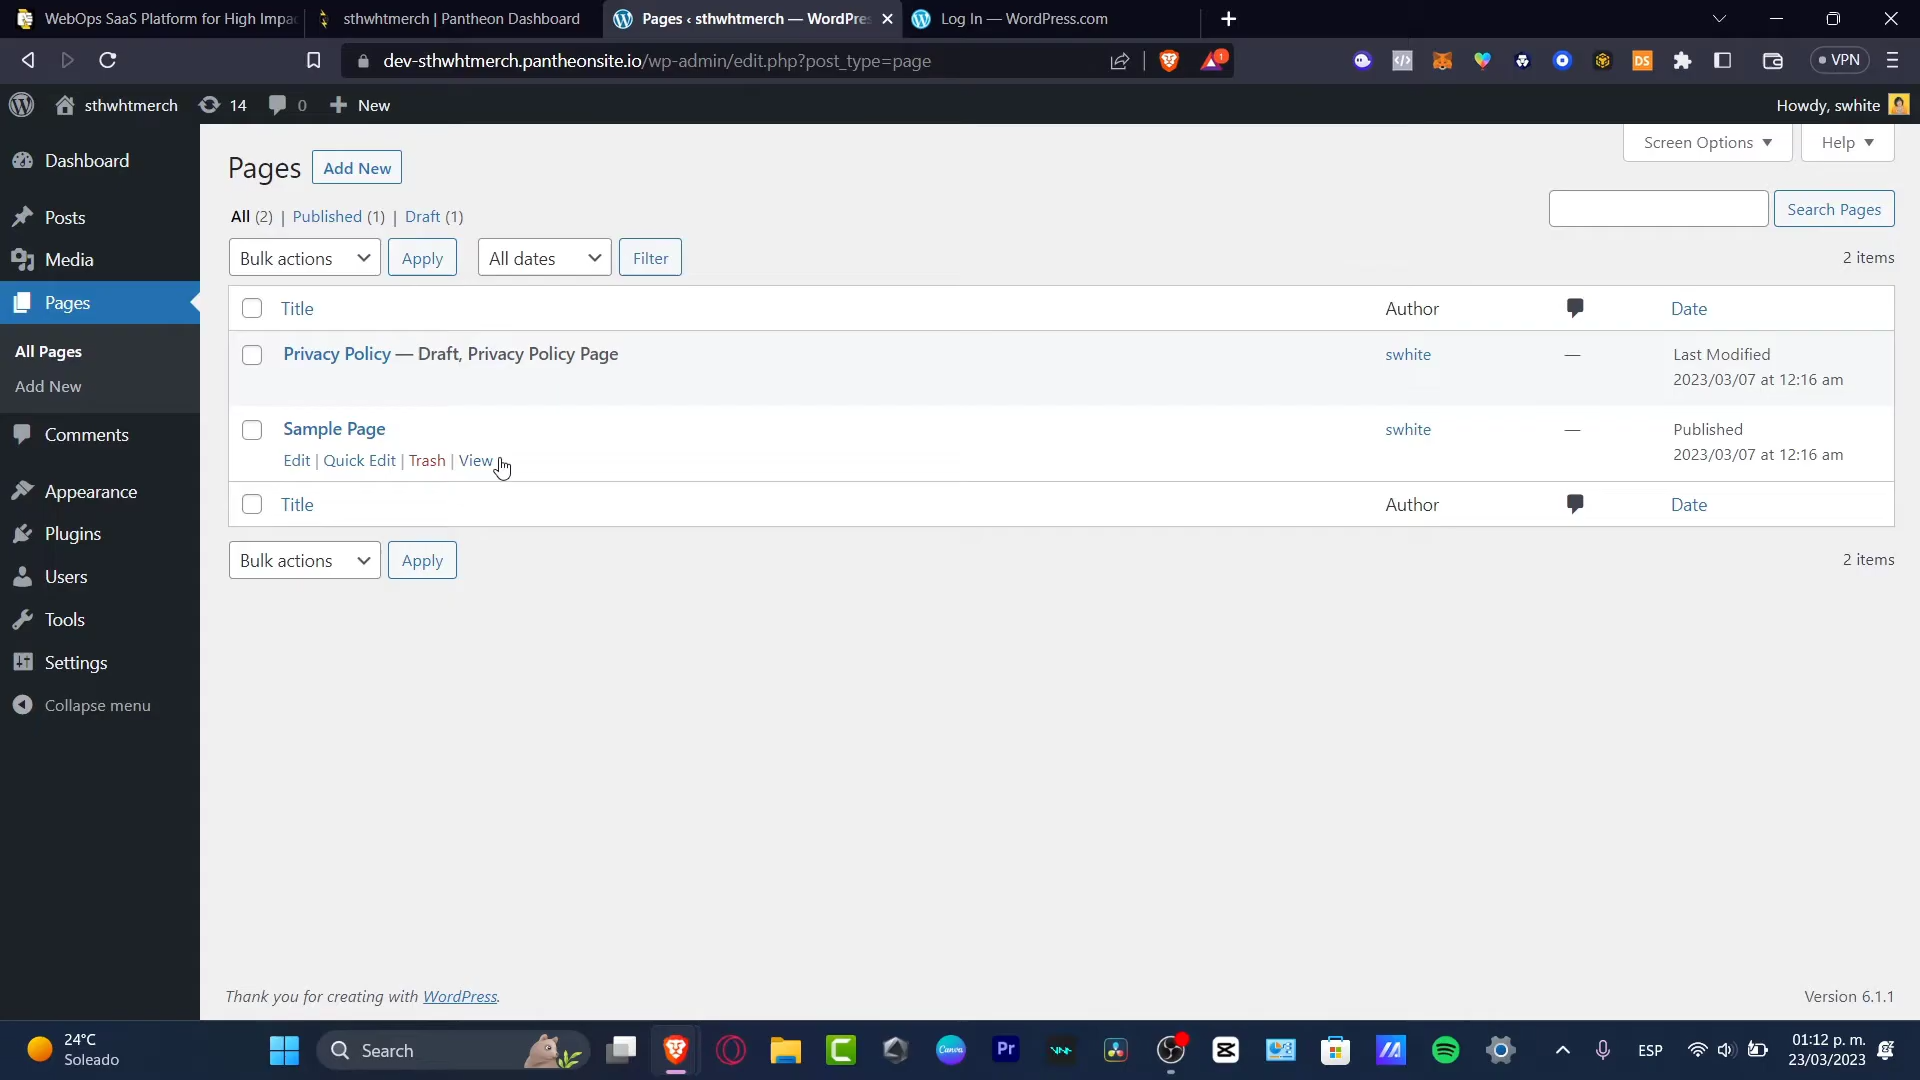 WebOps SaaS Platform for High Impac
sthwhtmerch | Pantheon Dashboard
Pages ‹ sthwhtmerch — WordPres
Log In — WordPress.com
dev-sthwhtmerch.pantheonsite.io/wp-admin/edit.php?post_type=page
1
DS
VPN
sthwhtmerch
14
0
New
Howdy, swhite
Dashboard
Posts
Media
Pages
All Pages
Add New
Comments
Appearance
Plugins
Users
Tools
Settings
Collapse menu
Screen Options
Help
Pages
Add New
All (2) | Published (1) | Draft (1)
Search Pages
Bulk actions
Apply
All dates
Filter
2 items
Title
Author
Date
Privacy Policy — Draft, Privacy Policy Page
swhite
—
Last Modified
2023/03/07 at 12:16 am
Sample Page
Edit | Quick Edit | Trash | View
swhite
—
Published
2023/03/07 at 12:16 am
Title
Author
Date
Bulk actions
Apply
2 items
Thank you for creating with WordPress.
Version 6.1.1
24°C
Soleado
Search
Canva
Pr
ESP
01:12 p. m.
23/03/2023